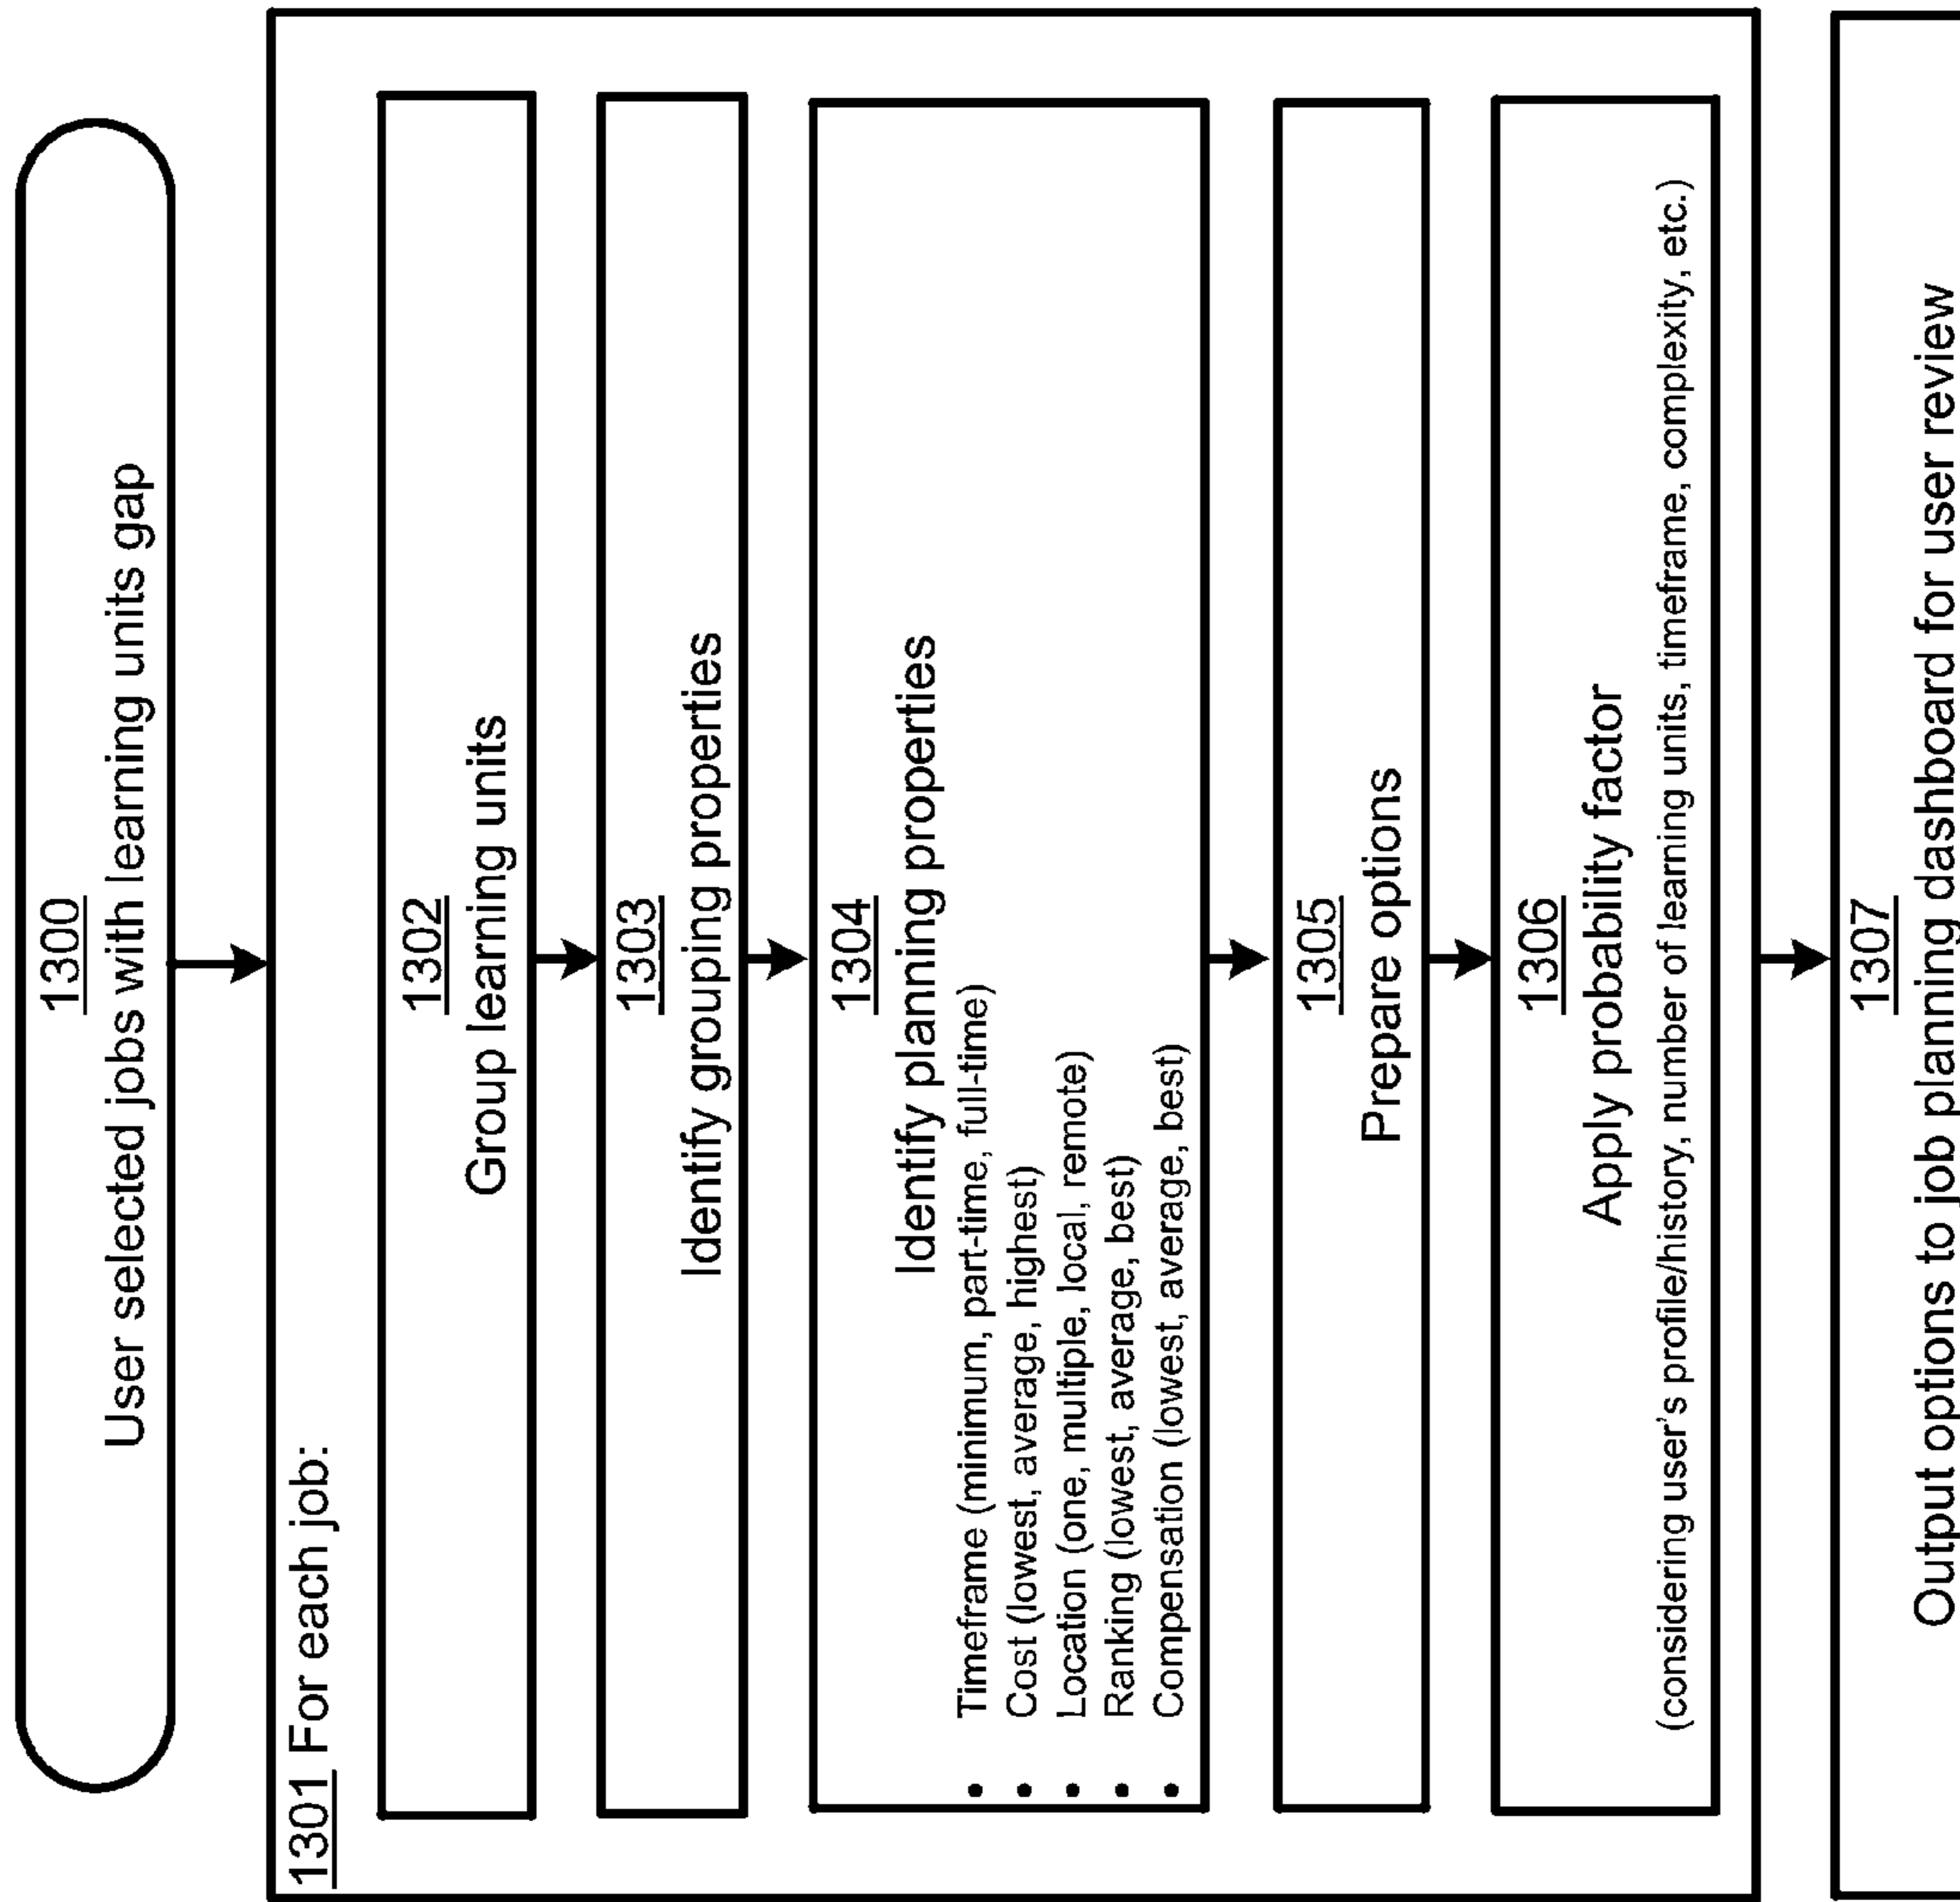 1300
User selected jobs with learning units gap
1301 For each job:
1302
Group learning units
1303
Identify grouping properties
1304
Identify planning properties
• Timeframe (minimum, part-time, full-time)
• Cost (lowest, average, highest)
• Location (one, multiple, local, remote)
• Ranking (lowest, average, best)
• Compensation (lowest, average, best)
1305
Prepare options
1306
Apply probability factor
(considering user's profile/history, number of learning units, timeframe, complexity, etc.)
1307
Output options to job planning dashboard for user review